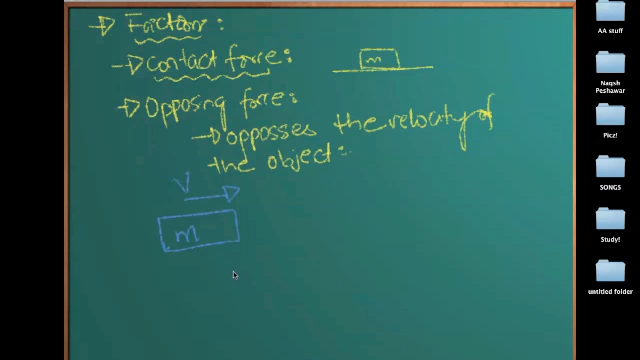 Friction:
Contact force:
m
Opposing force:
opposses the velocity of
the object:-
V
m
AA stuff
Naqsh
Peshawar
Picz!
SONGS
Study!
untitled folder